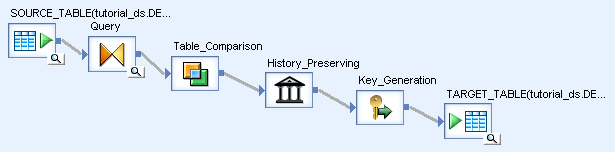 SOURCE_TABLE(tutorial_ds.DE...
Query
Table_Comparison
History_Preserving
Key_Generation
TARGET_TABLE(tutorial_ds.DE...